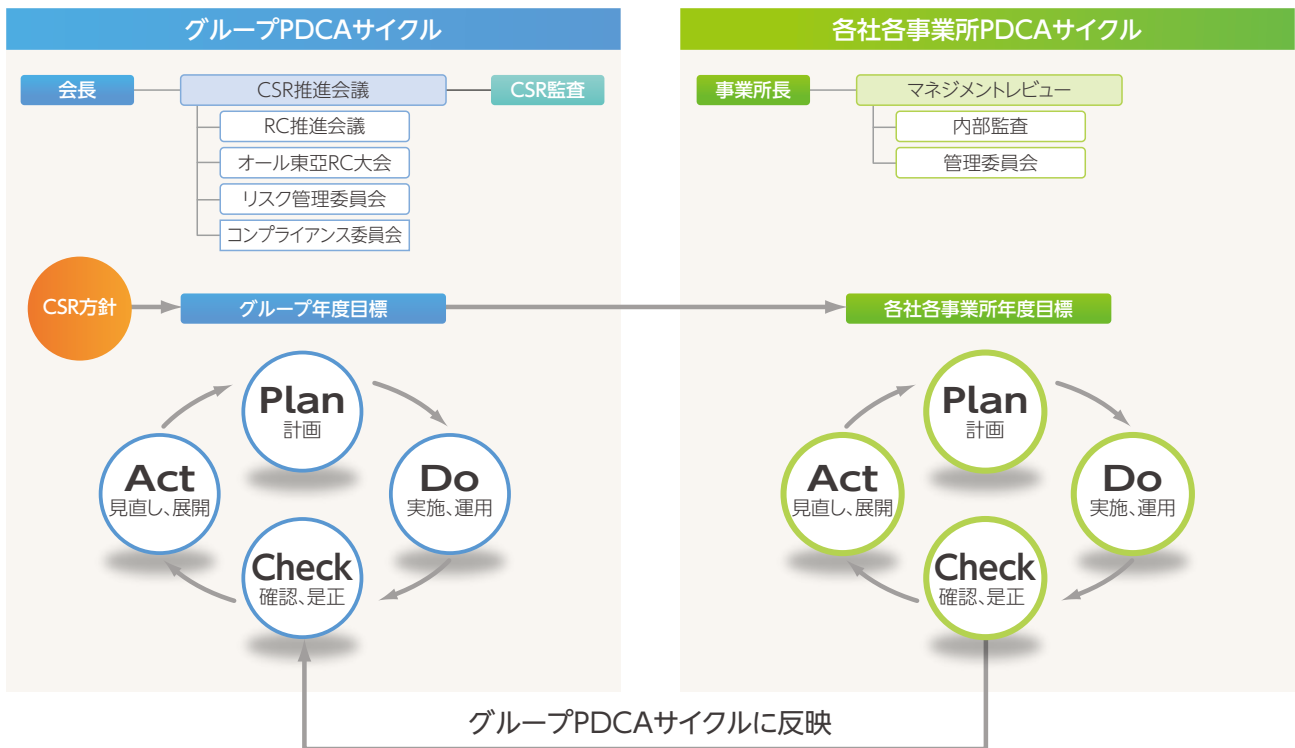 グループPDCAサイクル
会長
CSR推進会議
CSR監査
RC推進会議
オール東亞RC大会
リスク管理委員会
コンプライアンス委員会
CSR方針
グループ年度目標
Plan
計画
Do
実施、運用
Check
確認、是正
Act
見直し、展開
各社各事業所PDCAサイクル
事業所長
マネジメントレビュー
内部監査
管理委員会
各社各事業所年度目標
Plan
計画
Do
実施、運用
Check
確認、是正
Act
見直し、展開
グループPDCAサイクルに反映